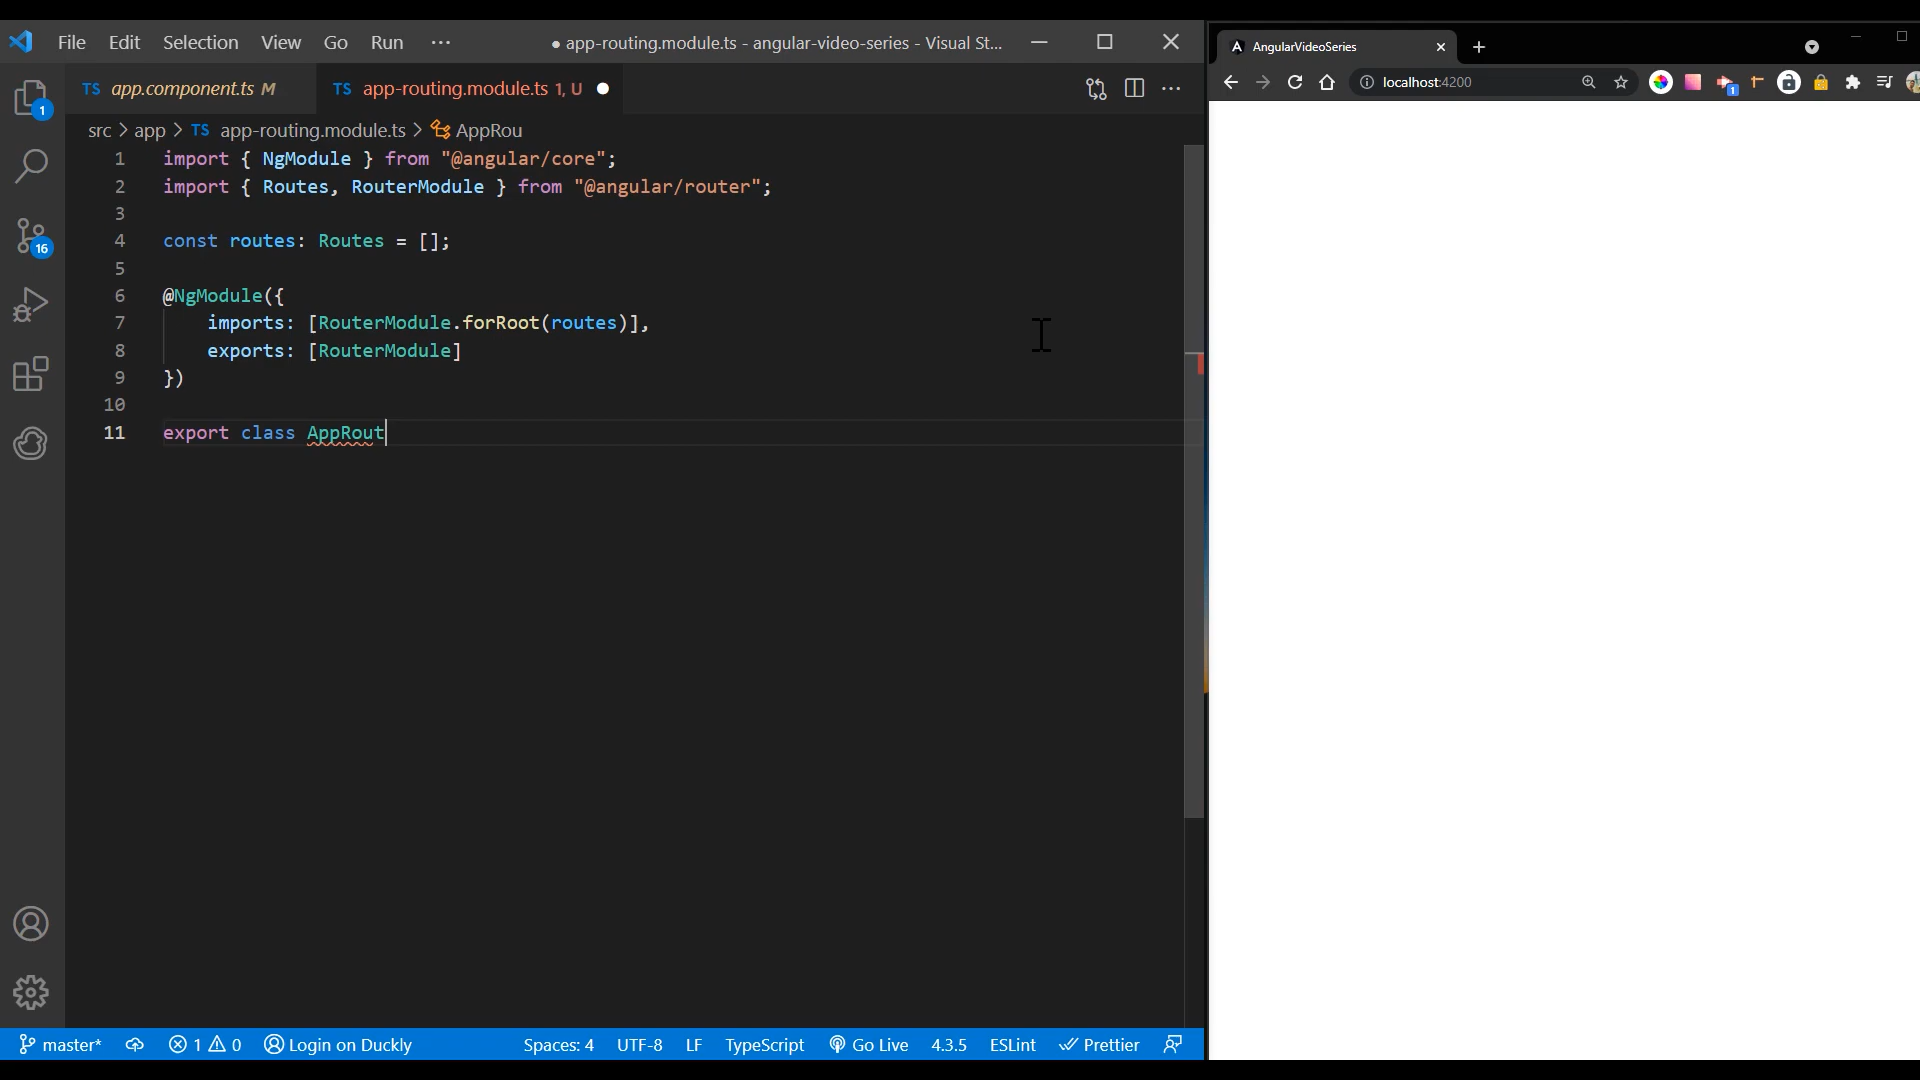 File Edit Selection View Go Run ··· ● app-routing.module.ts - angular-video-series - Visual St...
TS app.component.ts M TS app-routing.module.ts 1, U
src > app > TS app-routing.module.ts > AppRou
1 import { NgModule } from "@angular/core";
2 import { Routes, RouterModule } from "@angular/router";
3
4 const routes: Routes = [];
5
6 @NgModule({
7 imports: [RouterModule.forRoot(routes)],
8 exports: [RouterModule]
9 })
10
11 export class AppRout
1
16
master* 1 0 Login on Duckly Spaces: 4 UTF-8 LF TypeScript Go Live 4.3.5 ESLint Prettier
AngularVideoSeries
localhost:4200
1